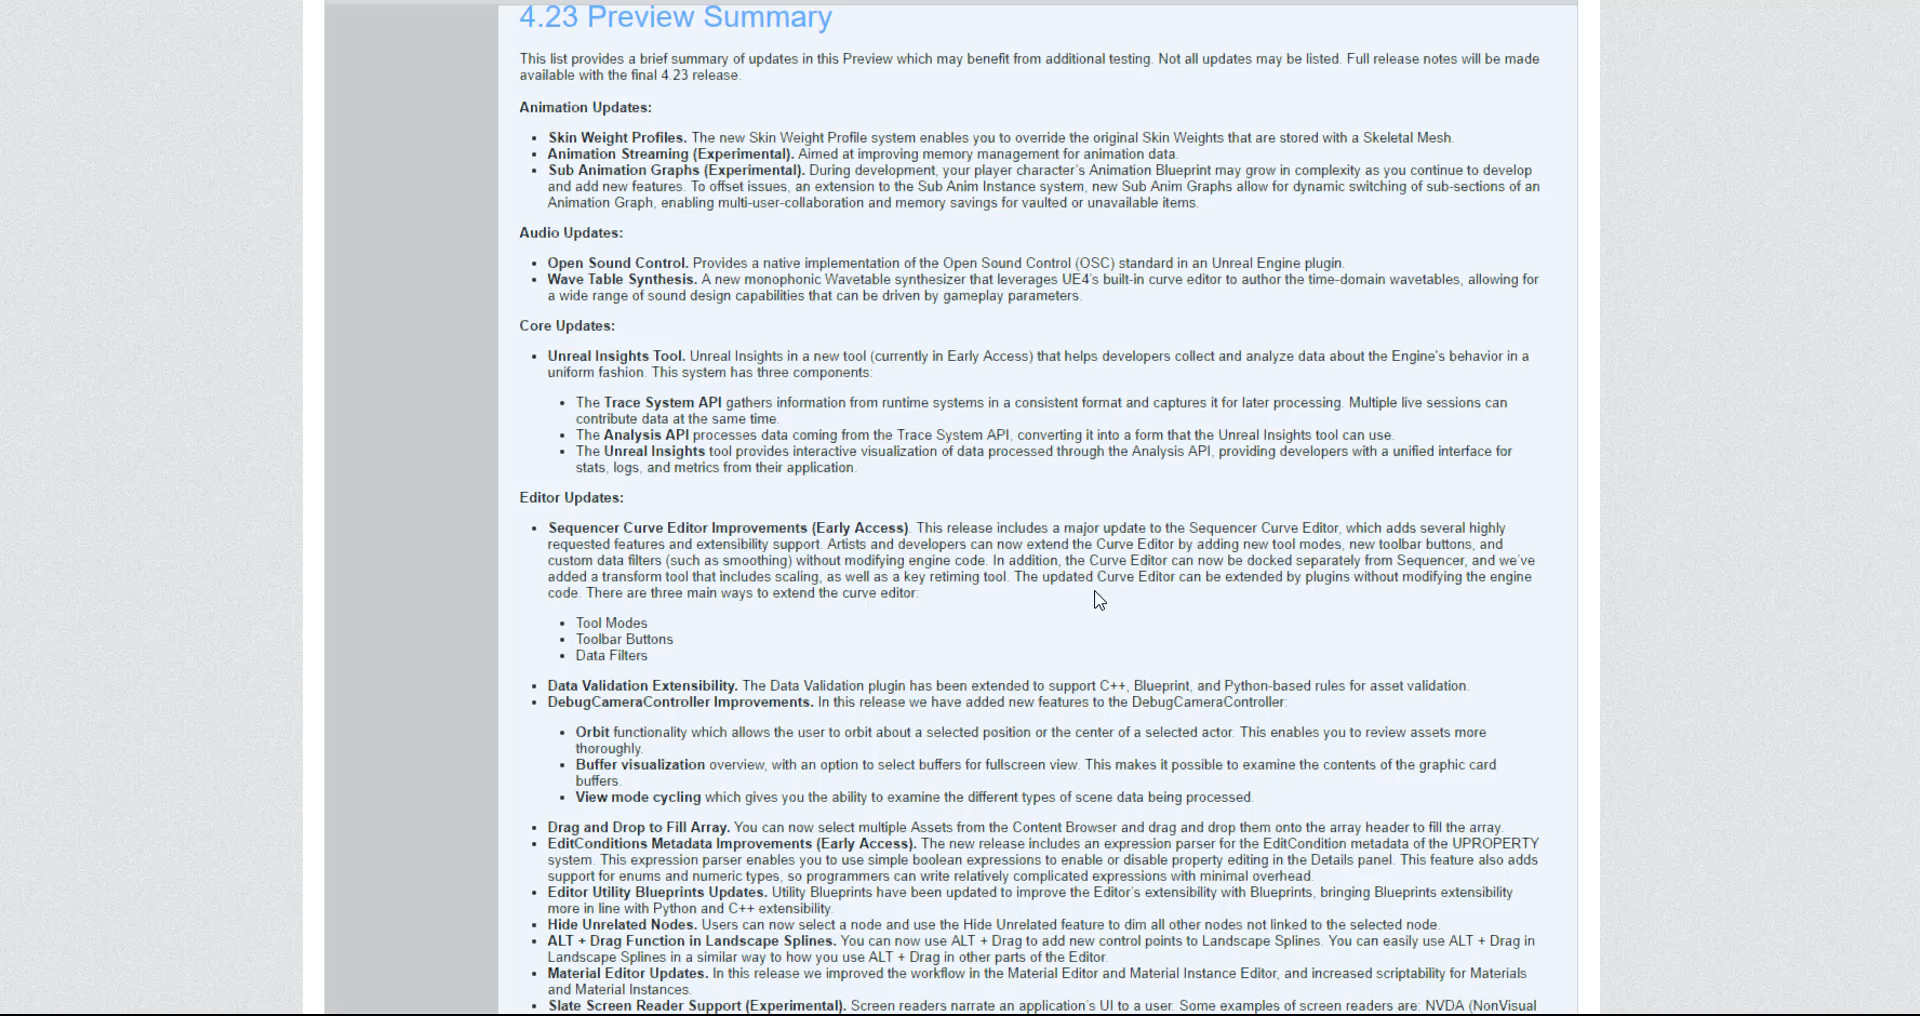 4.23 Preview Summary
This list provides a brief summary of updates in this Preview which may benefit from additional testing. Not all updates may be listed. Full release notes will be made
available with the final 4.23 release.
Animation Updates:
• Skin Weight Profiles. The new Skin Weight Profile system enables you to override the original Skin Weights that are stored with a Skeletal Mesh.
• Animation Streaming (Experimental). Aimed at improving memory management for animation data.
• Sub Animation Graphs (Experimental). During development, your player character's Animation Blueprint may grow in complexity as you continue to develop
and add new features. To offset issues, an extension to the Sub Anim Instance system, new Sub Anim Graphs allow for dynamic switching of sub-sections of an
Animation Graph, enabling multi-user-collaboration and memory savings for vaulted or unavailable items.
Audio Updates:
• Open Sound Control. Provides a native implementation of the Open Sound Control (OSC) standard in an Unreal Engine plugin.
• Wave Table Synthesis. A new monophonic Wavetable synthesizer that leverages UE4's built-in curve editor to author the time-domain wavetables, allowing for
a wide range of sound design capabilities that can be driven by gameplay parameters.
Core Updates:
• Unreal Insights Tool. Unreal Insights in a new tool (currently in Early Access) that helps developers collect and analyze data about the Engine's behavior in a
uniform fashion. This system has three components:
• The Trace System API gathers information from runtime systems in a consistent format and captures it for later processing. Multiple live sessions can
contribute data at the same time.
• The Analysis API processes data coming from the Trace System API, converting it into a form that the Unreal Insights tool can use.
• The Unreal Insights tool provides interactive visualization of data processed through the Analysis API, providing developers with a unified interface for
stats, logs, and metrics from their application.
Editor Updates:
• Sequencer Curve Editor Improvements (Early Access). This release includes a major update to the Sequencer Curve Editor, which adds several highly
requested features and extensibility support. Artists and developers can now extend the Curve Editor by adding new tool modes, new toolbar buttons, and
custom data filters (such as smoothing) without modifying engine code. In addition, the Curve Editor can now be docked separately from Sequencer, and we've
added a transform tool that includes scaling, as well as a key retiming tool. The updated Curve Editor can be extended by plugins without modifying the engine
code. There are three main ways to extend the curve editor:
• Tool Modes
• Toolbar Buttons
• Data Filters
• Data Validation Extensibility. The Data Validation plugin has been extended to support C++, Blueprint, and Python-based rules for asset validation.
• DebugCameraController Improvements. In this release we have added new features to the DebugCameraController:
• Orbit functionality which allows the user to orbit about a selected position or the center of a selected actor. This enables you to review assets more
thoroughly.
• Buffer visualization overview, with an option to select buffers for fullscreen view. This makes it possible to examine the contents of the graphic card
buffers.
• View mode cycling which gives you the ability to examine the different types of scene data being processed.
• Drag and Drop to Fill Array. You can now select multiple Assets from the Content Browser and drag and drop them onto the array header to fill the array.
• EditConditions Metadata Improvements (Early Access). The new release includes an expression parser for the EditCondition metadata of the UPROPERTY
system. This expression parser enables you to use simple boolean expressions to enable or disable property editing in the Details panel. This feature also adds
support for enums and numeric types, so programmers can write relatively complicated expressions with minimal overhead.
• Editor Utility Blueprints Updates. Utility Blueprints have been updated to improve the Editor's extensibility with Blueprints, bringing Blueprints extensibility
more in line with Python and C++ extensibility.
• Hide Unrelated Nodes. Users can now select a node and use the Hide Unrelated feature to dim all other nodes not linked to the selected node.
• ALT + Drag Function in Landscape Splines. You can now use ALT + Drag to add new control points to Landscape Splines. You can easily use ALT + Drag in
Landscape Splines in a similar way to how you use ALT + Drag in other parts of the Editor.
• Material Editor Updates. In this release we improved the workflow in the Material Editor and Material Instance Editor, and increased scriptability for Materials
and Material Instances.
• Slate Screen Reader Support (Experimental). Screen readers narrate an application's UI to a user. Some examples of screen readers are: NVDA (NonVisual